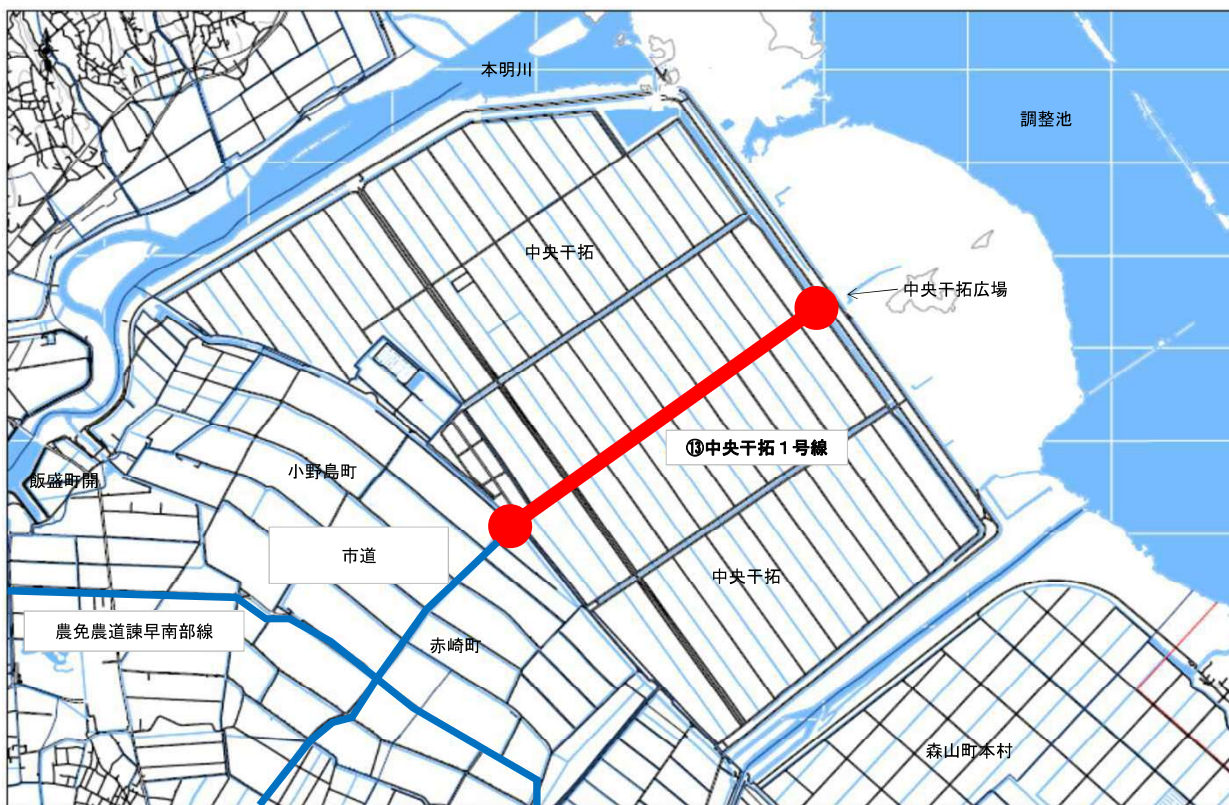 本明川
調整池
中央干拓
中央干拓広場
⑬中央干拓１号線
小野島町
飯盛町開
市道
中央干拓
農免農道諫早南部線
赤崎町
森山町本村